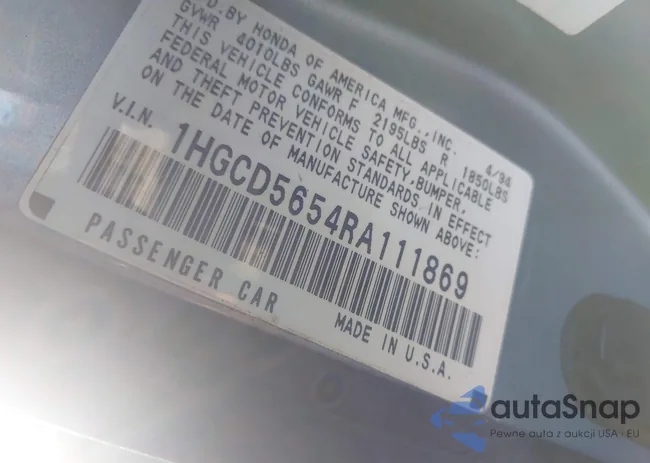 D. BY HONDA OF AMERICA MFG., INC. 4/94
GVWR 4010LBS GAWR F 2195LBS R 1850LBS
THIS VEHICLE CONFORMS TO ALL APPLICABLE
FEDERAL MOTOR VEHICLE SAFETY, BUMPER,
AND THEFT PREVENTION STANDARDS IN EFFECT
ON THE DATE OF MANUFACTURE SHOWN ABOVE:
V.I.N. 1HGCD5654RA111869
PASSENGER CAR MADE IN U.S.A.
autaSnap
Pewne auta z aukcji USA i EU